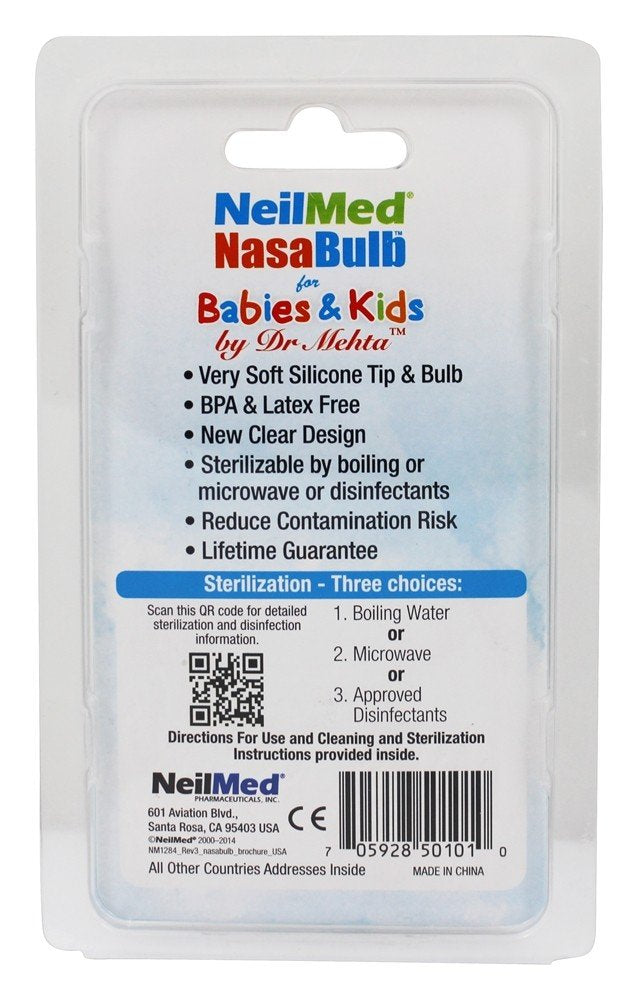 NeilMed®
NasaBulb™
for
Babies & Kids
by Dr Mehta™
• Very Soft Silicone Tip & Bulb
• BPA & Latex Free
• New Clear Design
• Sterilizable by boiling or
microwave or disinfectants
• Reduce Contamination Risk
• Lifetime Guarantee
Sterilization - Three choices:
Scan this QR code for detailed
sterilization and disinfection
information.
1. Boiling Water
or
2. Microwave
or
3. Approved
Disinfectants
Directions For Use and Cleaning and Sterilization
Instructions provided inside.
NeilMed®
PHARMACEUTICALS, INC.
601 Aviation Blvd.,
Santa Rosa, CA 95403 USA
©NeilMed® 2000–2014
NM1284_Rev3_nasabulb_brochure_USA
All Other Countries Addresses Inside
CE
7 05928 50101 0
MADE IN CHINA